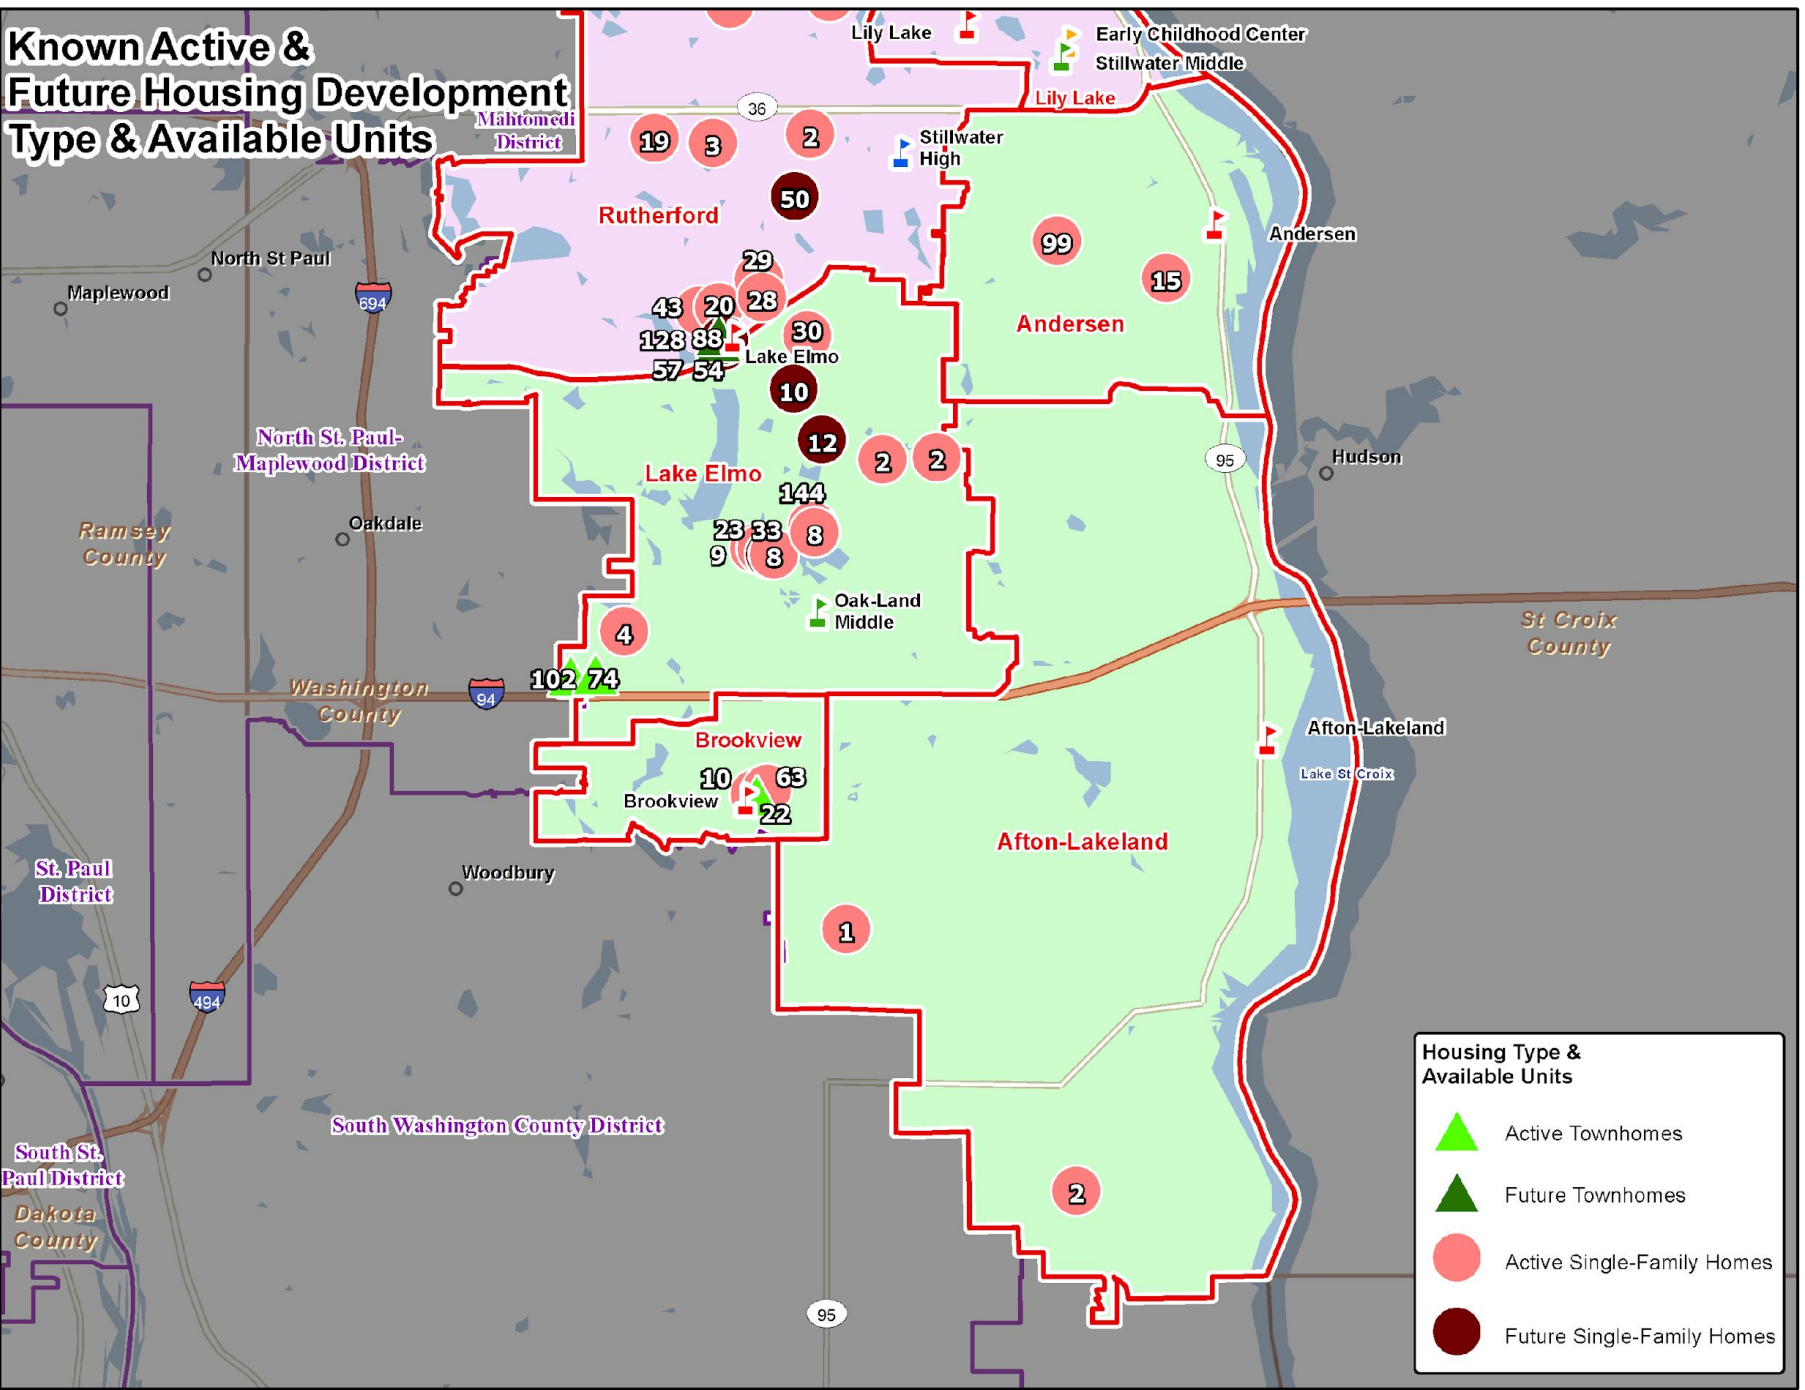 Known Active &
Future Housing Development
Type & Available Units
Lily Lake
Early Childhood Center
Stillwater Middle
Lily Lake
36
Mahtomedi
District
19
3
2
Stillwater
High
50
Rutherford
99
Andersen
15
North St Paul
Maplewood
694
29
43
20
28
Andersen
128
88
30
Lake Elmo
57
54
10
North St. Paul-
Maplewood District
12
2
2
95
Hudson
Lake Elmo
144
Ramsey
County
Oakdale
23
33
8
9
8
Oak-Land
Middle
St Croix
County
4
102
74
Washington
County
94
Brookview
Afton-Lakeland
Lake St Croix
10
63
Brookview
22
Afton-Lakeland
St. Paul
District
Woodbury
1
10
494
South Washington County District
South St.
Paul District
Dakota
County
2
95
Housing Type &
Available Units
Active Townhomes
Future Townhomes
Active Single-Family Homes
Future Single-Family Homes